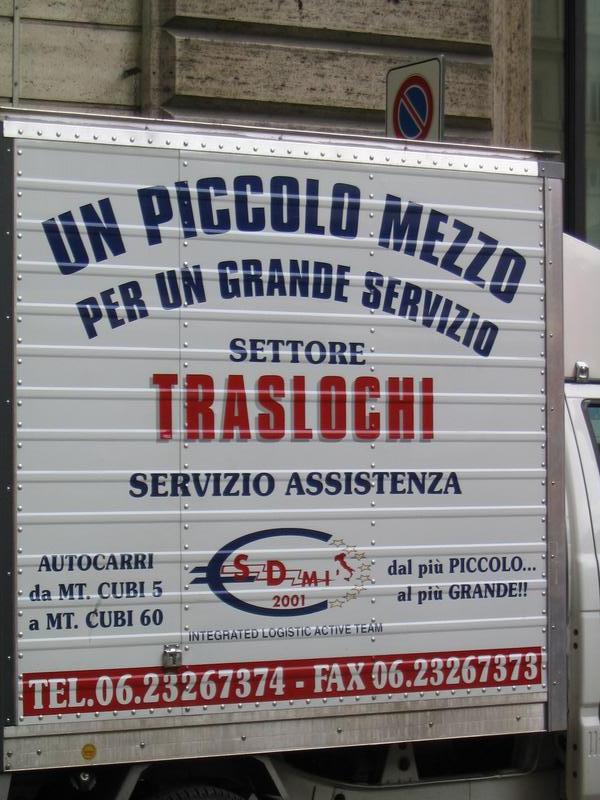 UN PICCOLO MEZZO
PER UN GRANDE SERVIZIO
SETTORE
TRASLOCHI
SERVIZIO ASSISTENZA
AUTOCARRI
da MT. CUBI 5
a MT. CUBI 60
SDMI
2001
INTEGRATED LOGISTIC ACTIVE TEAM
dal più PICCOLO...
al più GRANDE!!
TEL.06.23267374 - FAX 06.23267373